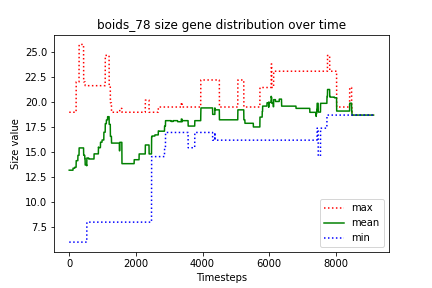 boids_78 size gene distribution over time
Size value
25.0
22.5
20.0
17.5
15.0
12.5
10.0
7.5
0
2000
4000
6000
8000
Timesteps
max
mean
min